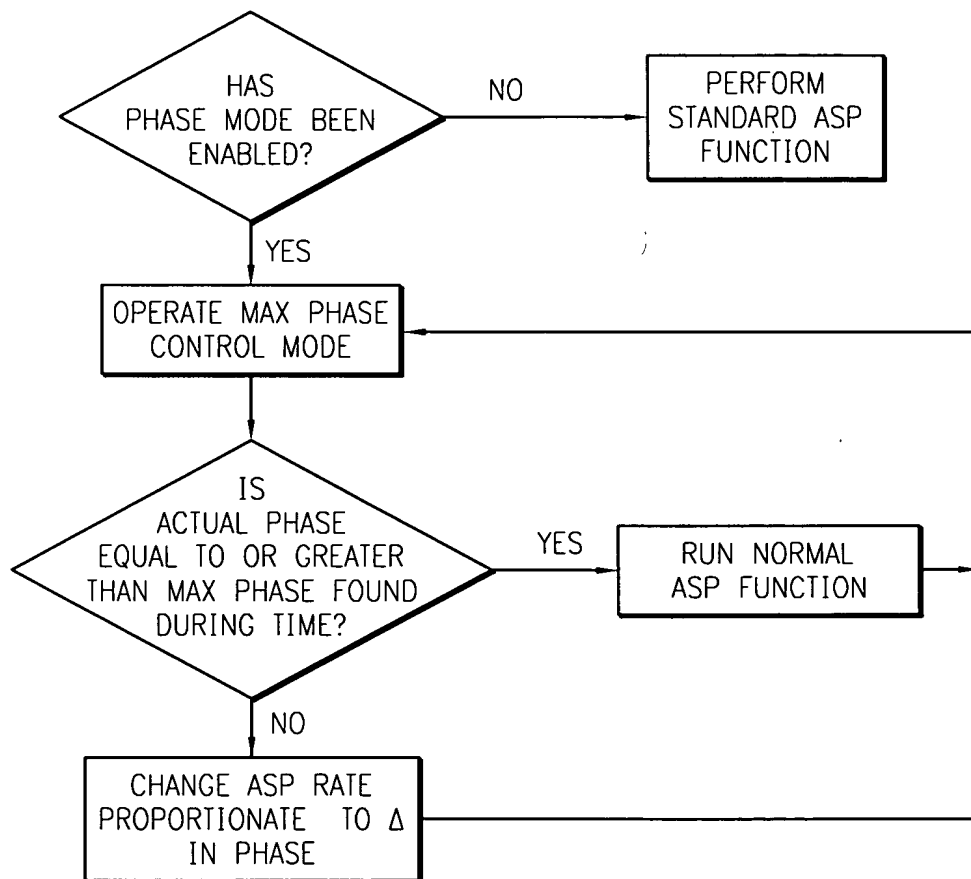 HAS
PHASE MODE BEEN
ENABLED?
NO
PERFORM
STANDARD ASP
FUNCTION
YES
OPERATE MAX PHASE
CONTROL MODE
IS
ACTUAL PHASE
EQUAL TO OR GREATER
THAN MAX PHASE FOUND
DURING TIME?
YES
RUN NORMAL
ASP FUNCTION
NO
CHANGE ASP RATE
PROPORTIONATE TO Δ
IN PHASE